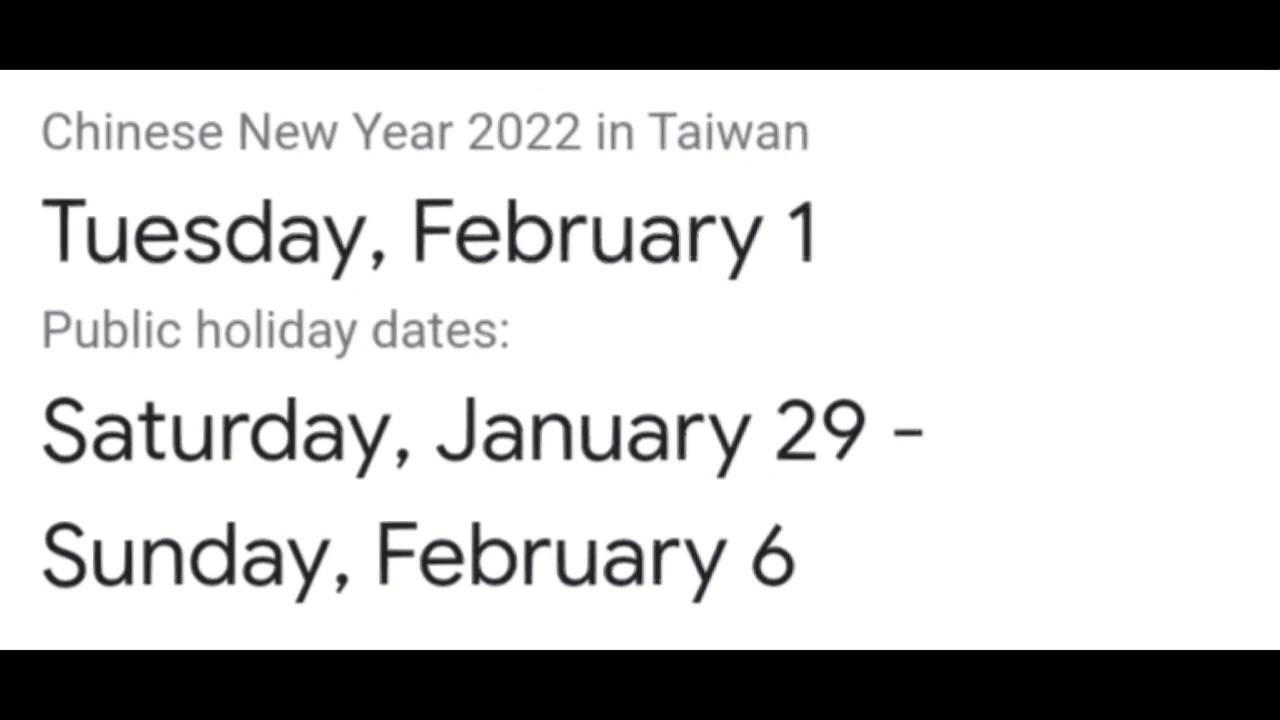 Chinese New Year 2022 in Taiwan
Tuesday, February 1
Public holiday dates:
Saturday, January 29 -
Sunday, February 6